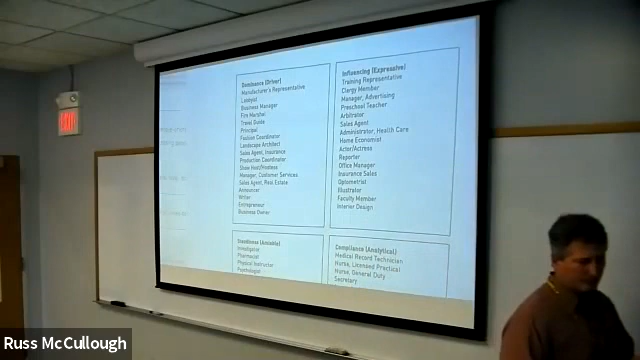 EXIT
Dominance (Driver)
Manufacturer's Representative
Lobbyist
Business Manager
Fire Marshal
Travel Guide
Principal
Fashion Coordinator
Landscape Architect
Sales Agent, Insurance
Production Coordinator
Show Host/Hostess
Manager, Customer Services
Sales Agent, Real Estate
Announcer
Writer
Entrepreneur
Business Owner
Influencing (Expressive)
Training Representative
Clergy Member
Manager, Advertising
Preschool Teacher
Arbitrator
Sales Agent
Administrator, Health Care
Home Economist
Actor/Actress
Reporter
Office Manager
Insurance Sales
Optometrist
Illustrator
Faculty Member
Interior Design
Steadiness (Amiable)
Investigator
Pharmacist
Physical Instructor
Psychologist
Compliance (Analytical)
Medical Record Technician
Nurse, Licensed Practical
Nurse, General Duty
Secretary
Russ McCullough